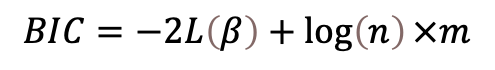 BIC = −2L(β) + log(n) ×m